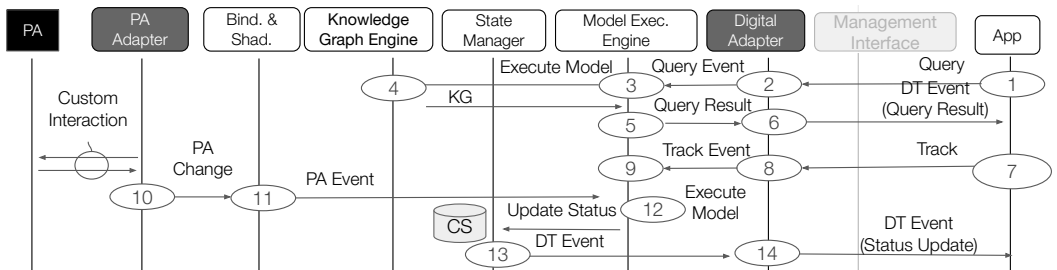 PA
PA
Adapter
Bind. &
Shad.
Knowledge
Graph Engine
State
Manager
Model Exec.
Engine
Digital
Adapter
Management
Interface
App
Execute Model
Query Event
Query
4
3
2
1
KG
Query Result
DT Event
(Query Result)
5
6
Custom
Interaction
Track Event
Track
9
8
7
PA
Change
PA Event
10
11
12
Execute
Model
Update Status
CS
DT Event
DT Event
(Status Update)
13
14